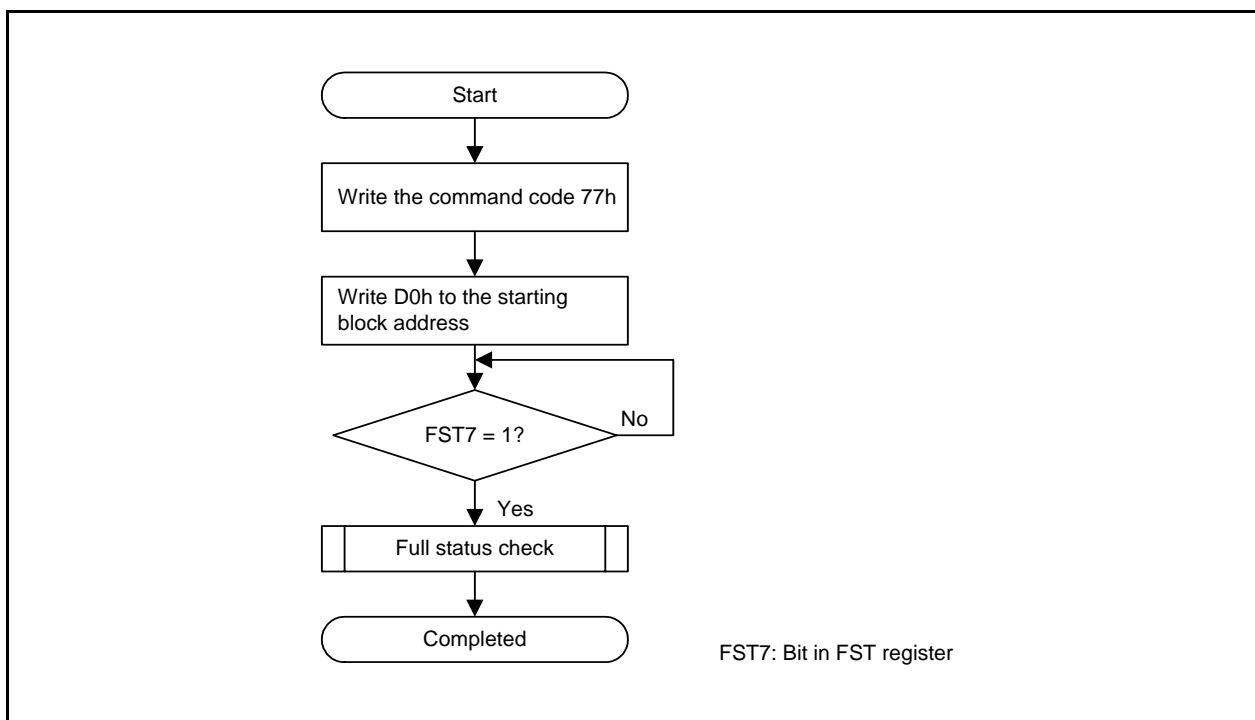 Start
Write the command code 77h
Write D0h to the starting
block address
FST7 = 1?
No
Yes
Full status check
Completed
FST7: Bit in FST register